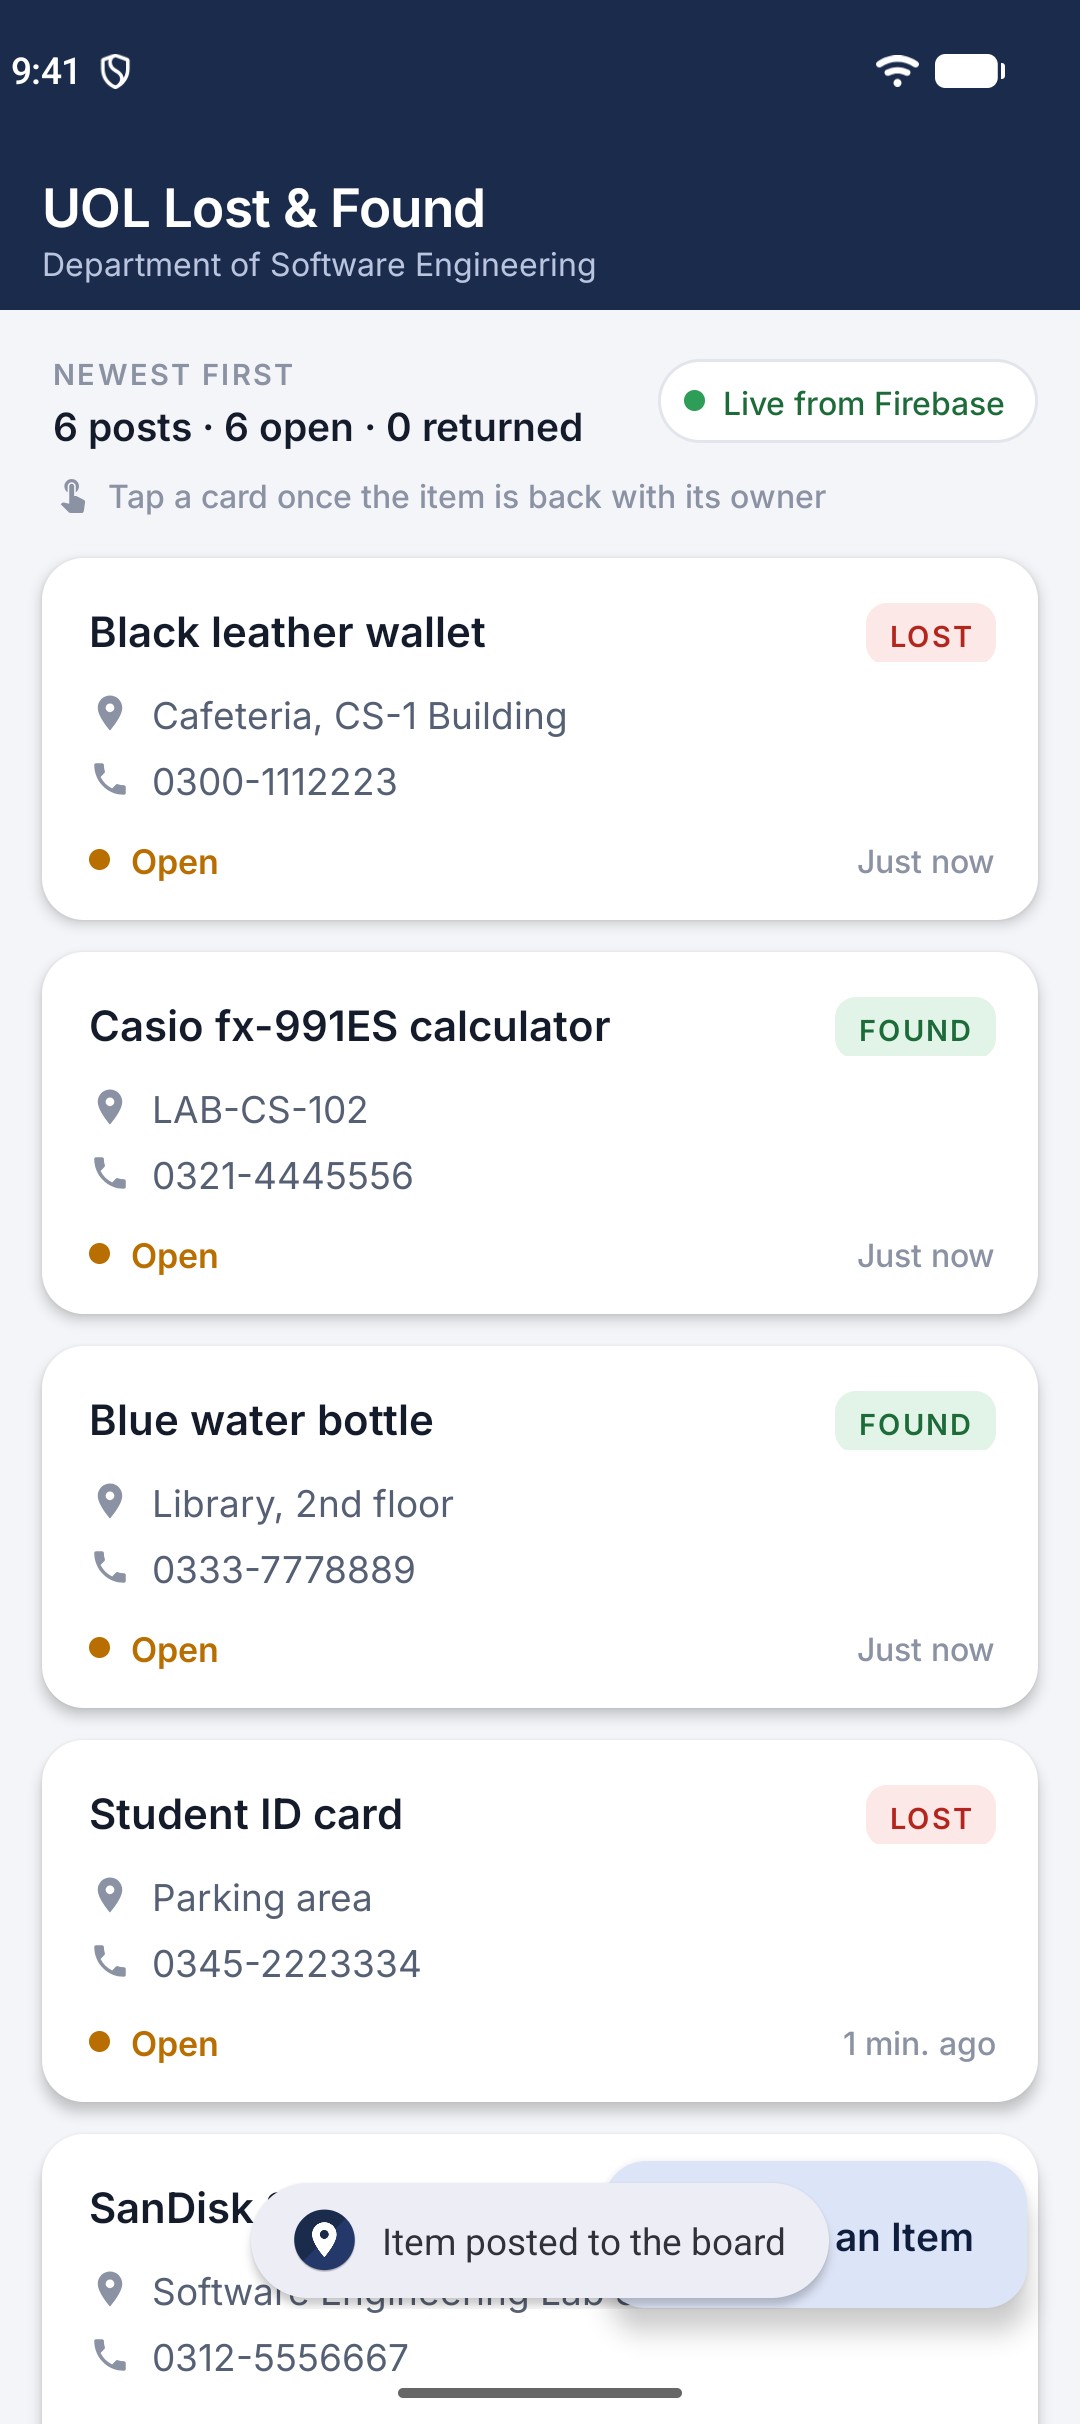 9:41
UOL Lost & Found
Department of Software Engineering
NEWEST FIRST
6 posts · 6 open · 0 returned
Live from Firebase
Tap a card once the item is back with its owner
Black leather wallet
LOST
Cafeteria, CS-1 Building
0300-1112223
Open
Just now
Casio fx-991ES calculator
FOUND
LAB-CS-102
0321-4445556
Open
Just now
Blue water bottle
FOUND
Library, 2nd floor
0333-7778889
Open
Just now
Student ID card
LOST
Parking area
0345-2223334
Open
1 min. ago
SanDisk
an Item
Item posted to the board
Software Engineering Lab
0312-5556667